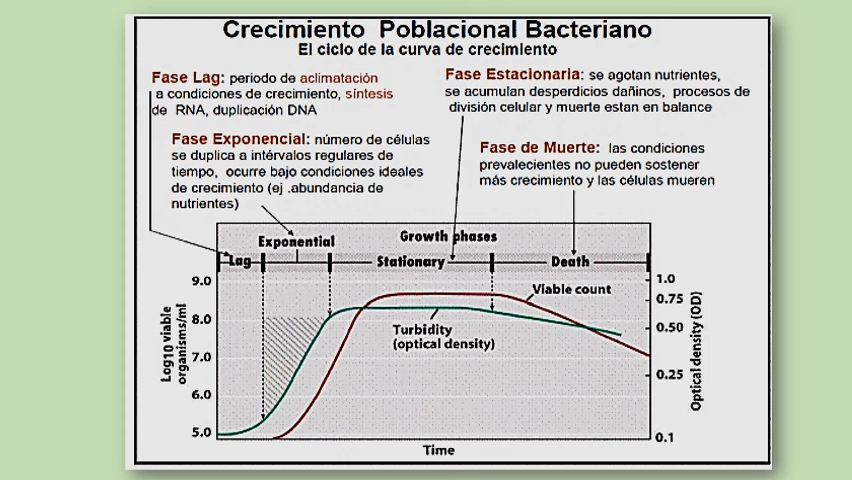 Crecimiento Poblacional Bacteriano
El ciclo de la curva de crecimiento
Fase Lag: periodo de aclimatación
a condiciones de crecimiento, síntesis
de RNA, duplicación DNA
Fase Estacionaria: se agotan nutrientes,
se acumulan desperdicios dañinos, procesos de
división celular y muerte estan en balance
Fase Exponencial: número de células
se duplica a intérvalos regulares de
tiempo, ocurre bajo condiciones ideales
de crecimiento (ej .abundancia de
nutrientes)
Fase de Muerte: las condiciones
prevalecientes no pueden sostener
más crecimiento y las células mueren
Growth phases
Lag
Exponential
Stationary
Death
Log10 viable
organisms/ml
9.0
8.0
7.0
6.0
5.0
Viable count
Turbidity
(optical density)
1.0
0.75
0.50
0.25
0.1
Optical density (OD)
Time